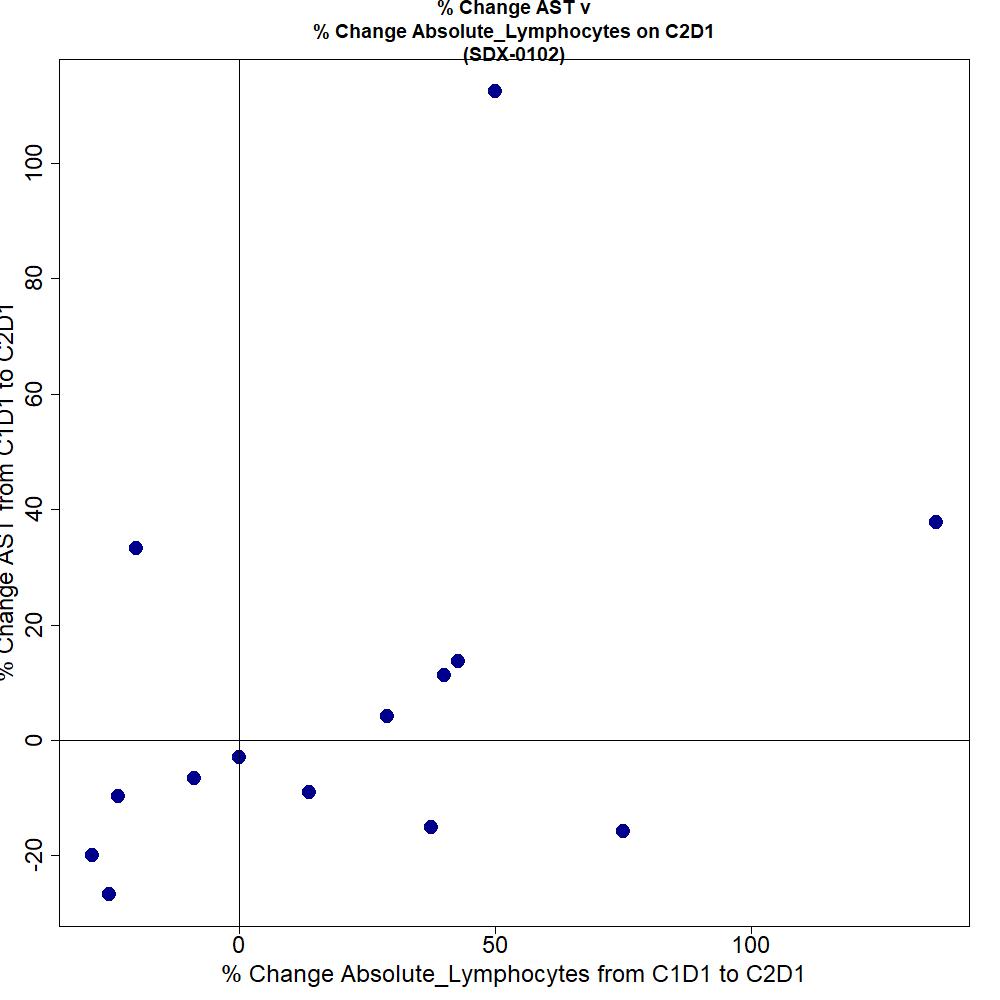 % Change AST v
% Change Absolute_Lymphocytes on C2D1
(SDX-0102)
% Change AST from C1D1 to C2D1
100
80
60
40
20
0
-20
0
50
100
% Change Absolute_Lymphocytes from C1D1 to C2D1